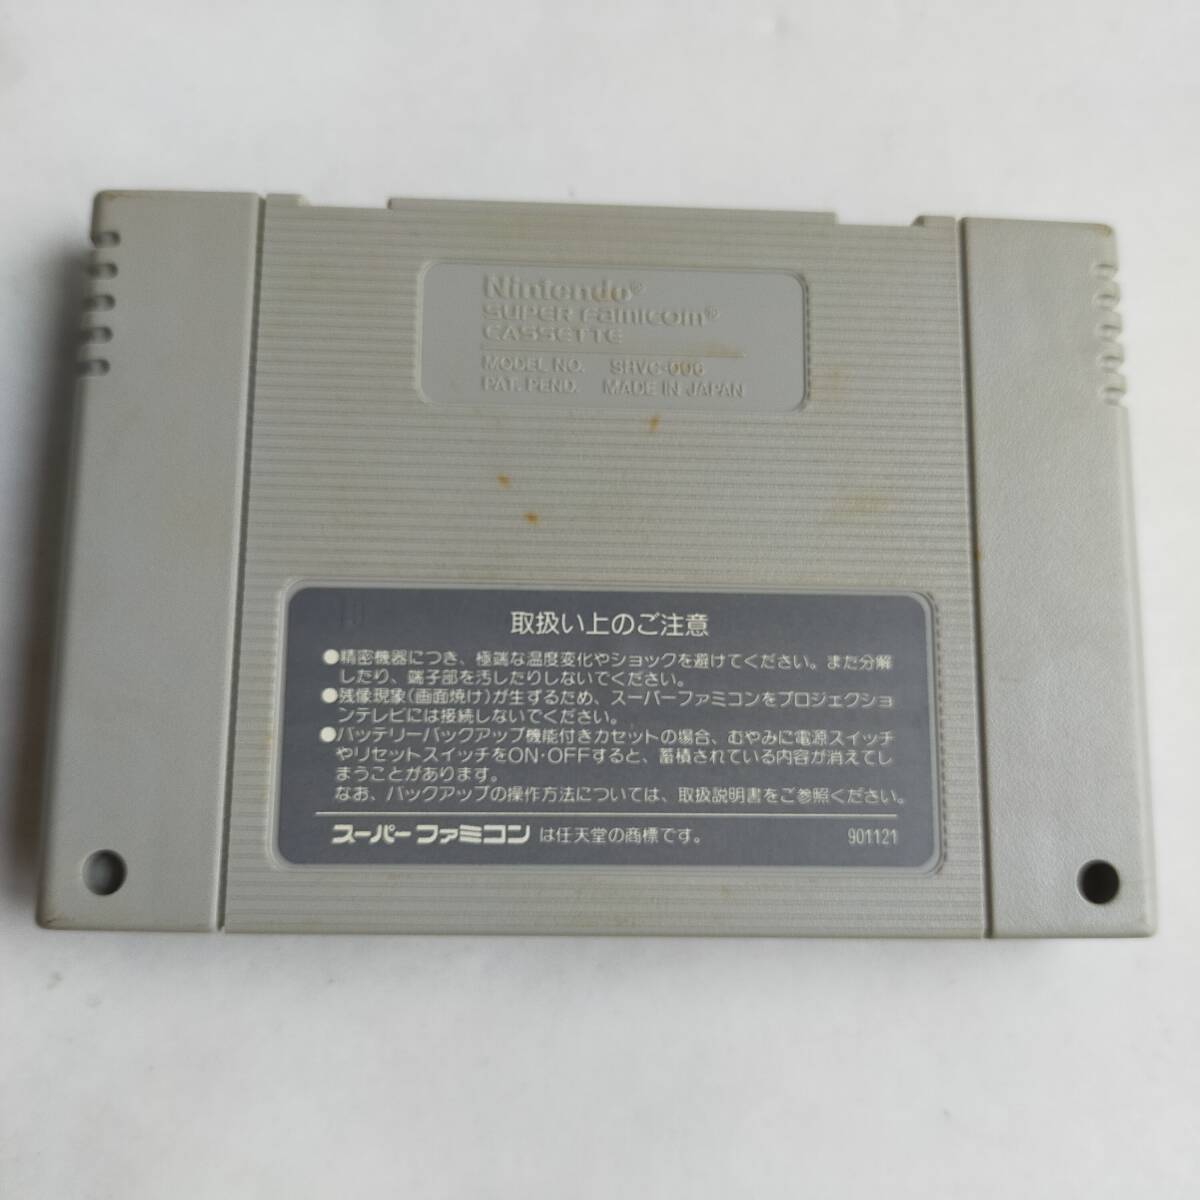 Nintendo®
SUPER Famicom®
CASSETTE
MODEL NO. SHVC-006
PAT. PEND. MADE IN JAPAN
取扱い上のご注意
●精密機器につき、極端な温度変化やショックを避けてください。また分解
したり、端子部を汚したりしないでください。
●残像現象(画面焼け)が生ずるため、スーパーファミコンをプロジェクショ
ンテレビには接続しないでください。
●バッテリーバックアップ機能付きカセットの場合、むやみに電源スイッチ
やリセットスイッチをON・OFFすると、蓄積されている内容が消えてし
まうことがあります。
なお、バックアップの操作方法については、取扱説明書をご参照ください。
スーパーファミコン は任天堂の商標です。 901121